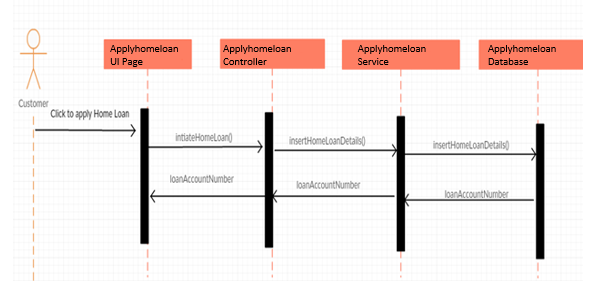 Applyhomeloan
UI Page
Applyhomeloan
Controller
Applyhomeloan
Service
Applyhomeloan
Database
Customer
Click to apply Home Loan
intiateHomeLoan()
insertHomeLoanDetails()
insertHomeLoanDetails()
loanAccountNumber
loanAccountNumber
loanAccountNumber